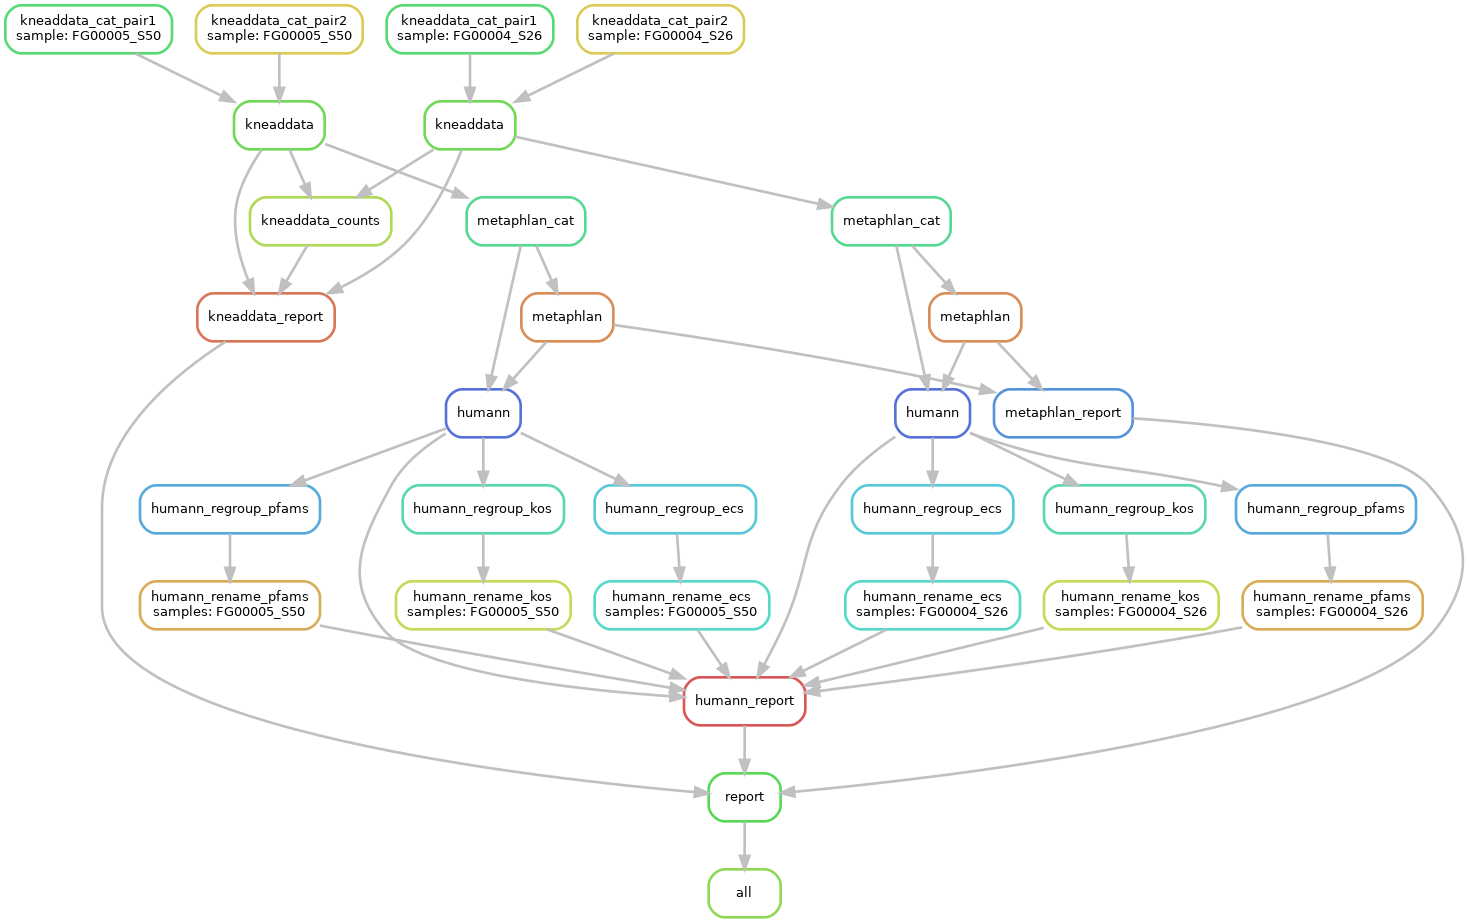 kneaddata_cat_pair1
sample: FG00005_S50
kneaddata_cat_pair2
sample: FG00005_S50
kneaddata_cat_pair1
sample: FG00004_S26
kneaddata_cat_pair2
sample: FG00004_S26
kneaddata
kneaddata
kneaddata_counts
metaphlan_cat
metaphlan_cat
kneaddata_report
metaphlan
metaphlan
humann
humann
metaphlan_report
humann_regroup_pfams
humann_regroup_kos
humann_regroup_ecs
humann_regroup_ecs
humann_regroup_kos
humann_regroup_pfams
humann_rename_pfams
samples: FG00005_S50
humann_rename_kos
samples: FG00005_S50
humann_rename_ecs
samples: FG00005_S50
humann_rename_ecs
samples: FG00004_S26
humann_rename_kos
samples: FG00004_S26
humann_rename_pfams
samples: FG00004_S26
humann_report
report
all